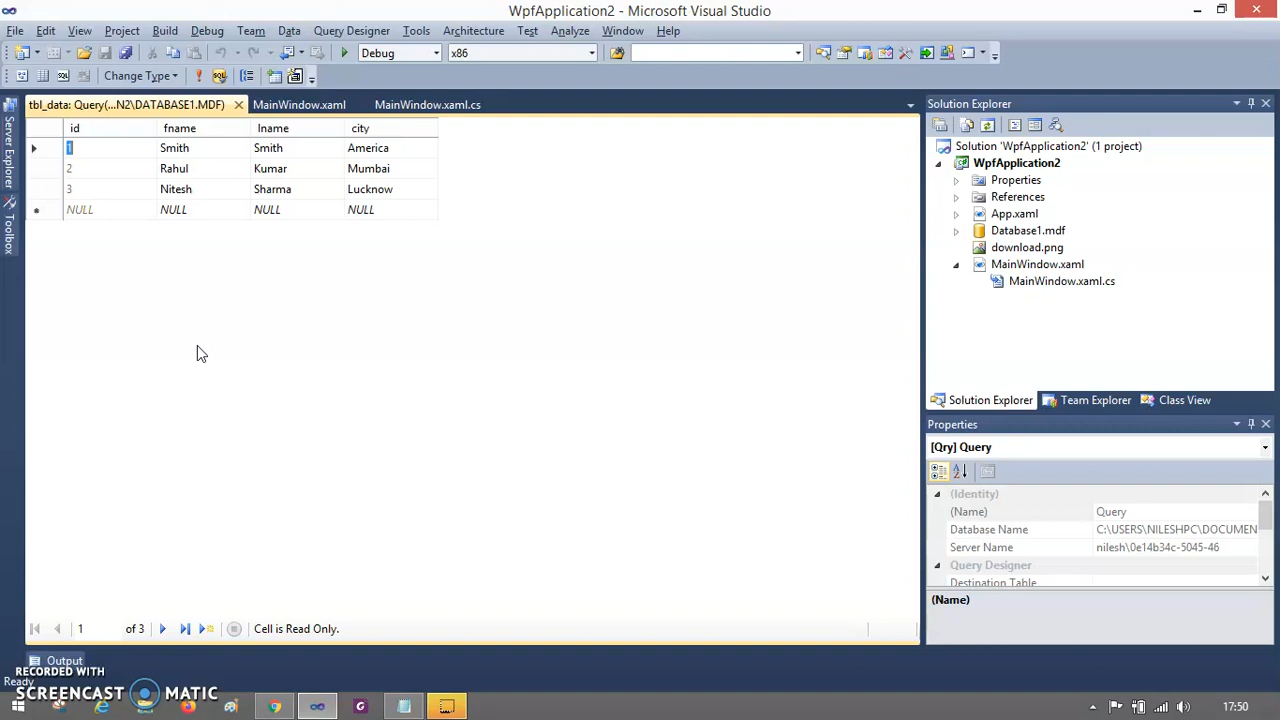 WpfApplication2 - Microsoft Visual Studio
File Edit View Project Build Debug Team Data Query Designer Tools Architecture Test Analyze Window Help
Debug x86
Change Type
tbl_data: Query(...N2\DATABASE1.MDF) MainWindow.xaml MainWindow.xaml.cs
Server Explorer
Toolbox
id fname lname city
1 Smith Smith America
2 Rahul Kumar Mumbai
3 Nitesh Sharma Lucknow
NULL NULL NULL NULL
1 of 3 Cell is Read Only.
Solution Explorer
Solution 'WpfApplication2' (1 project)
WpfApplication2
Properties
References
App.xaml
Database1.mdf
download.png
MainWindow.xaml
MainWindow.xaml.cs
Solution Explorer Team Explorer Class View
Properties
[Qry] Query
(Identity)
(Name) Query
Database Name C:\USERS\NILESHPC\DOCUMEN
Server Name nilesh\0e14b34c-5045-46
Query Designer
Destination Table
(Name)
Output
Ready
RECORDED WITH
SCREENCAST MATIC
17:50